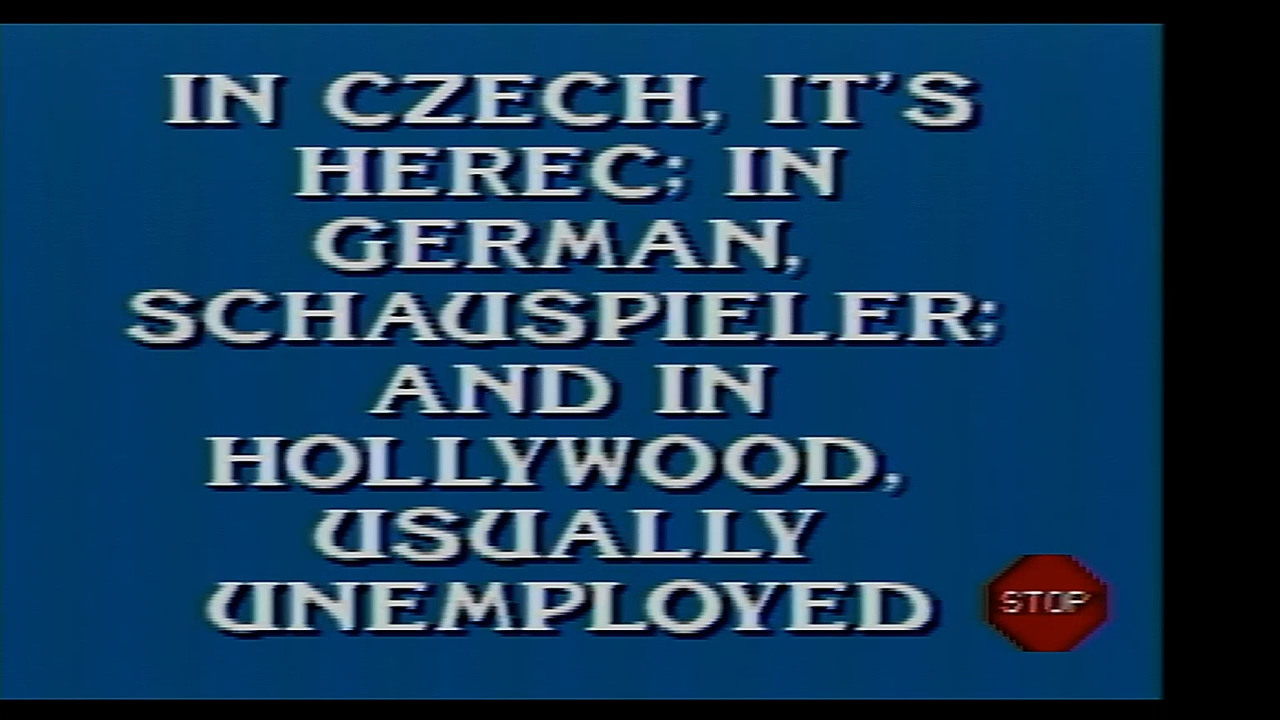 IN CZECH, IT'S
HEREC; IN
GERMAN,
SCHAUSPIELER;
AND IN
HOLLYWOOD,
USUALLY
UNEMPLOYED
STOP